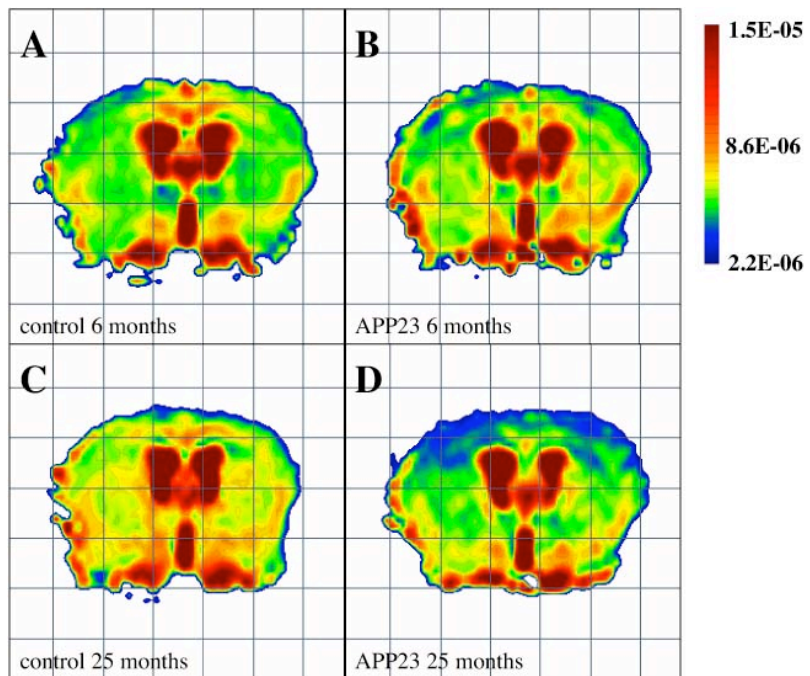 A
B
1.5E-05
8.6E-06
2.2E-06
control 6 months
APP23 6 months
C
D
control 25 months
APP23 25 months